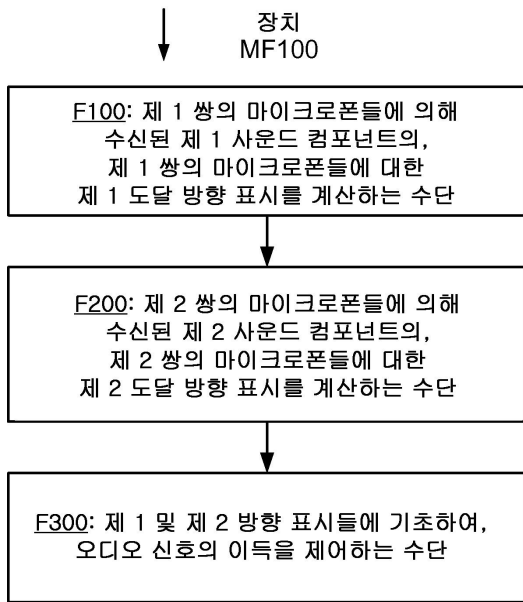 장치
MF100
F100: 제 1 쌍의 마이크로폰들에 의해
수신된 제 1 사운드 컴포넌트의,
제 1 쌍의 마이크로폰들에 대한
제 1 도달 방향 표시를 계산하는 수단
F200: 제 2 쌍의 마이크로폰들에 의해
수신된 제 2 사운드 컴포넌트의,
제 2 쌍의 마이크로폰들에 대한
제 2 도달 방향 표시를 계산하는 수단
F300: 제 1 및 제 2 방향 표시들에 기초하여,
오디오 신호의 이득을 제어하는 수단